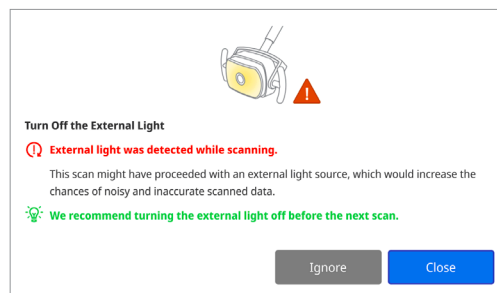 Turn Off the External Light
External light was detected while scanning.
This scan might have proceeded with an external light source, which would increase the
chances of noisy and inaccurate scanned data.
We recommend turning the external light off before the next scan.
Ignore
Close